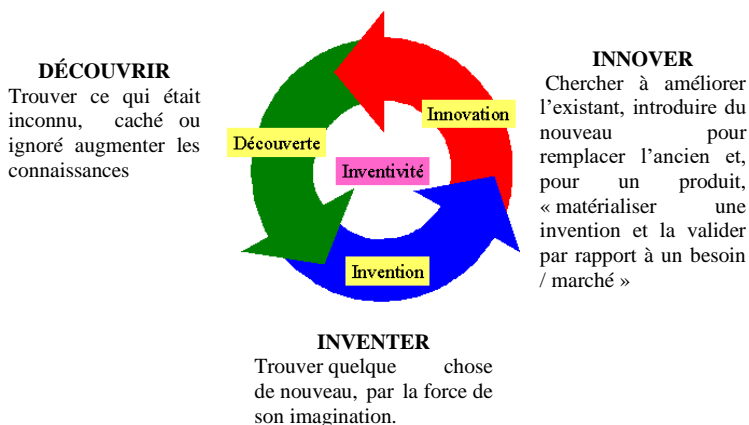 DÉCOUVRIR
Trouver ce qui était
inconnu, caché ou
ignoré augmenter les
connaissances
Découverte
Innovation
Inventivité
Invention
INNOVER
Chercher à améliorer
l’existant, introduire du
nouveau pour
remplacer l’ancien et,
pour un produit,
« matérialiser une
invention et la valider
par rapport à un besoin
/ marché »
INVENTER
Trouver quelque chose
de nouveau, par la force de
son imagination.